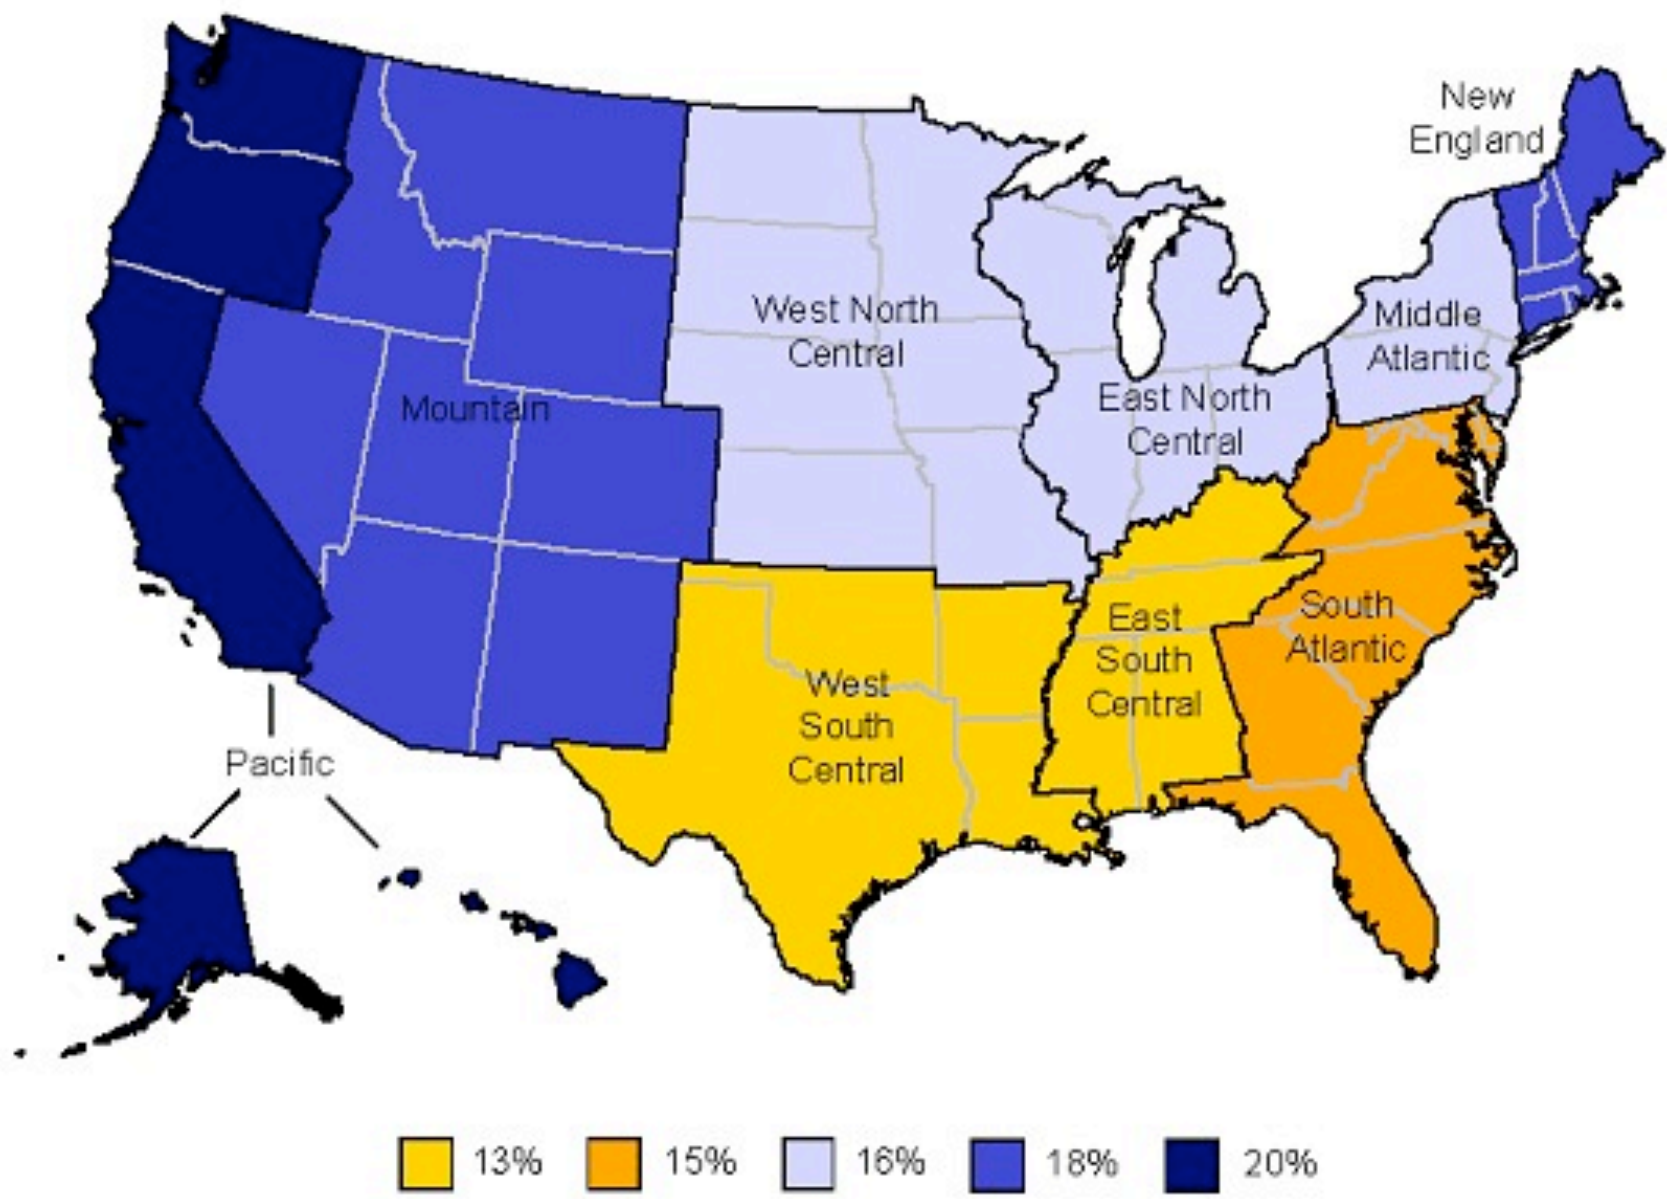 New
England
West North
Central
Middle
Atlantic
Mountain
East North
Central
East
South
Central
South
Atlantic
West
South
Central
Pacific
13%
15%
16%
18%
20%